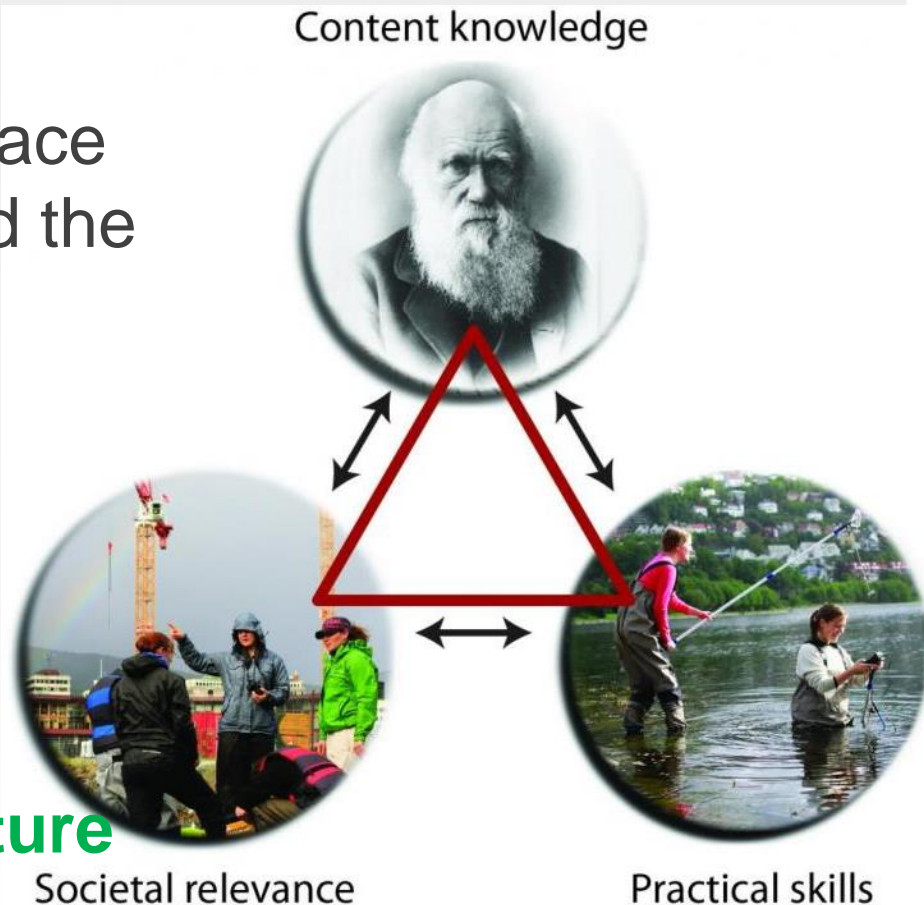 Content knowledge
ace
d the
ture
Societal relevance
Practical skills